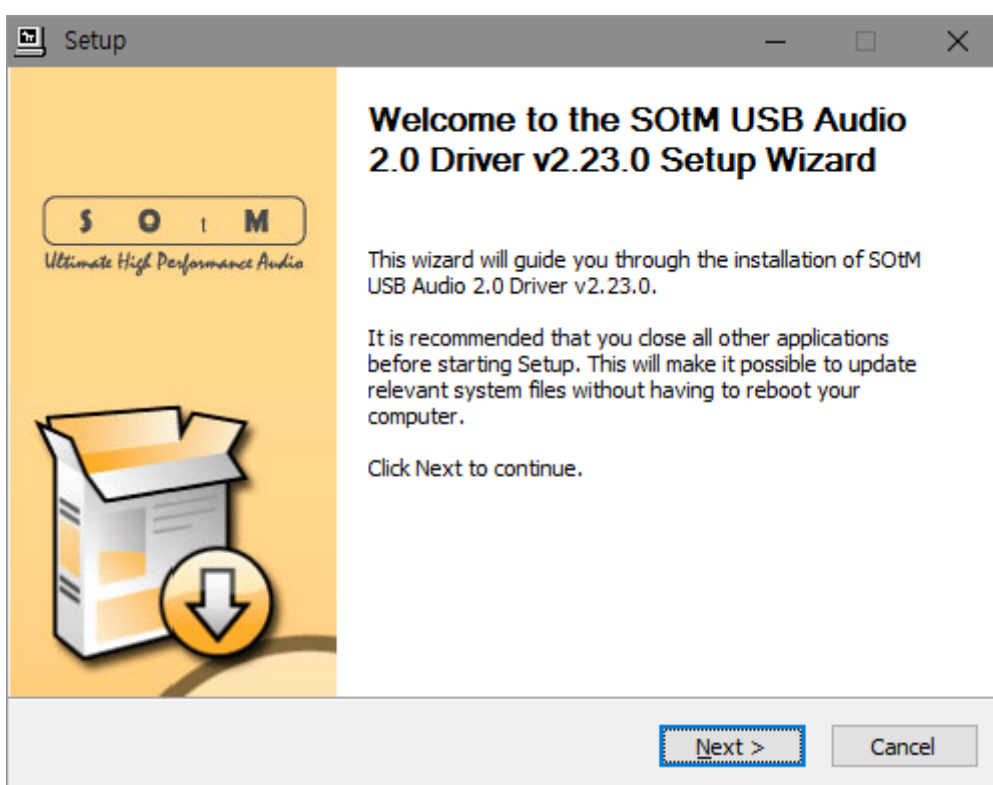 Setup
Welcome to the SOtM USB Audio
2.0 Driver v2.23.0 Setup Wizard
S O t M
Ultimate High Performance Audio
This wizard will guide you through the installation of SOtM
USB Audio 2.0 Driver v2.23.0.
It is recommended that you close all other applications
before starting Setup. This will make it possible to update
relevant system files without having to reboot your
computer.
Click Next to continue.
Next >
Cancel